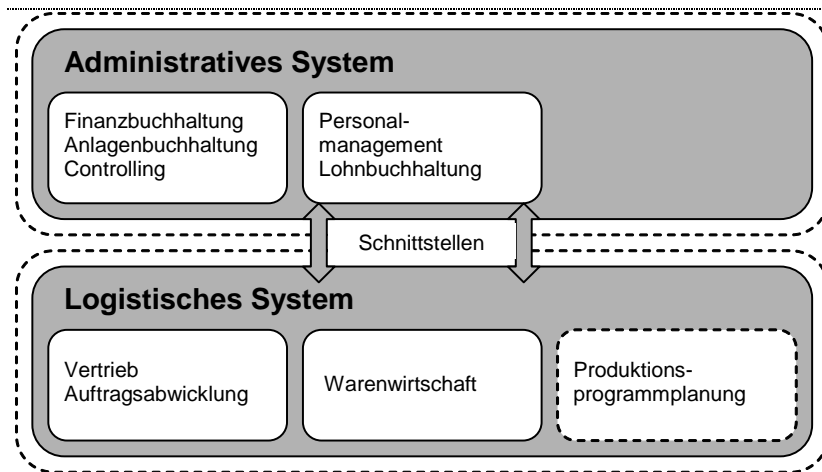 Administratives System
Finanzbuchhaltung
Anlagenbuchhaltung
Controlling
Personal-
management
Lohnbuchhaltung
Schnittstellen
Logistisches System
Vertrieb
Auftragsabwicklung
Warenwirtschaft
Produktions-
programmplanung